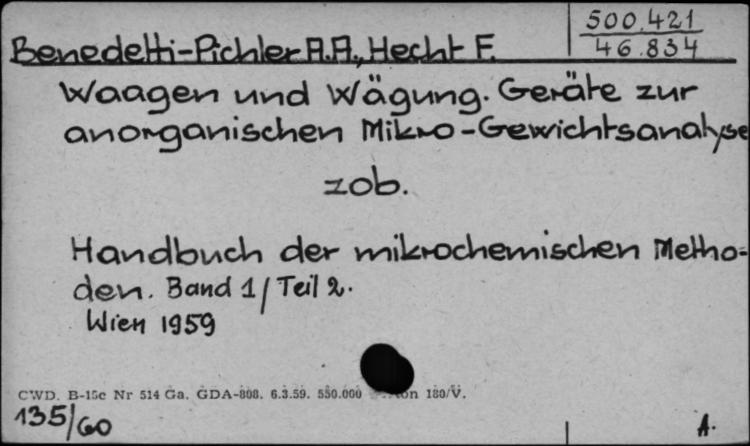 500.421
46.834
Benedetti-Pichler A.A., Hecht F.
Waagen und Wägung. Geräte zur
anorganischen Mikro-Gewichtsanalyse
zob.
Handbuch der mikrochemischen Metho=
den. Band 1/Teil 2.
Wien 1959
CWD. B-15c Nr 514 Ga. GDA-808. 6.3.59. 550.000 180/V.
135/60
A.